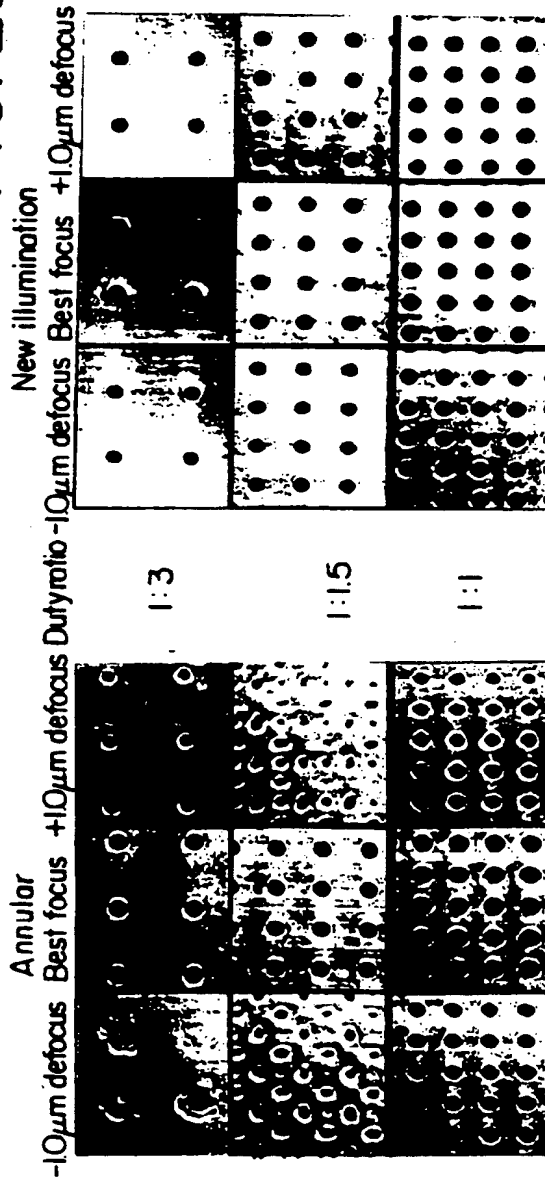 Annular New illumination
-1.0μm defocus Best focus +1.0μm defocus Duty ratio -1.0μm defocus Best focus +1.0μm defocus
1:3
1:1.5
1:1